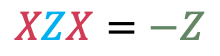 XZX = −Z